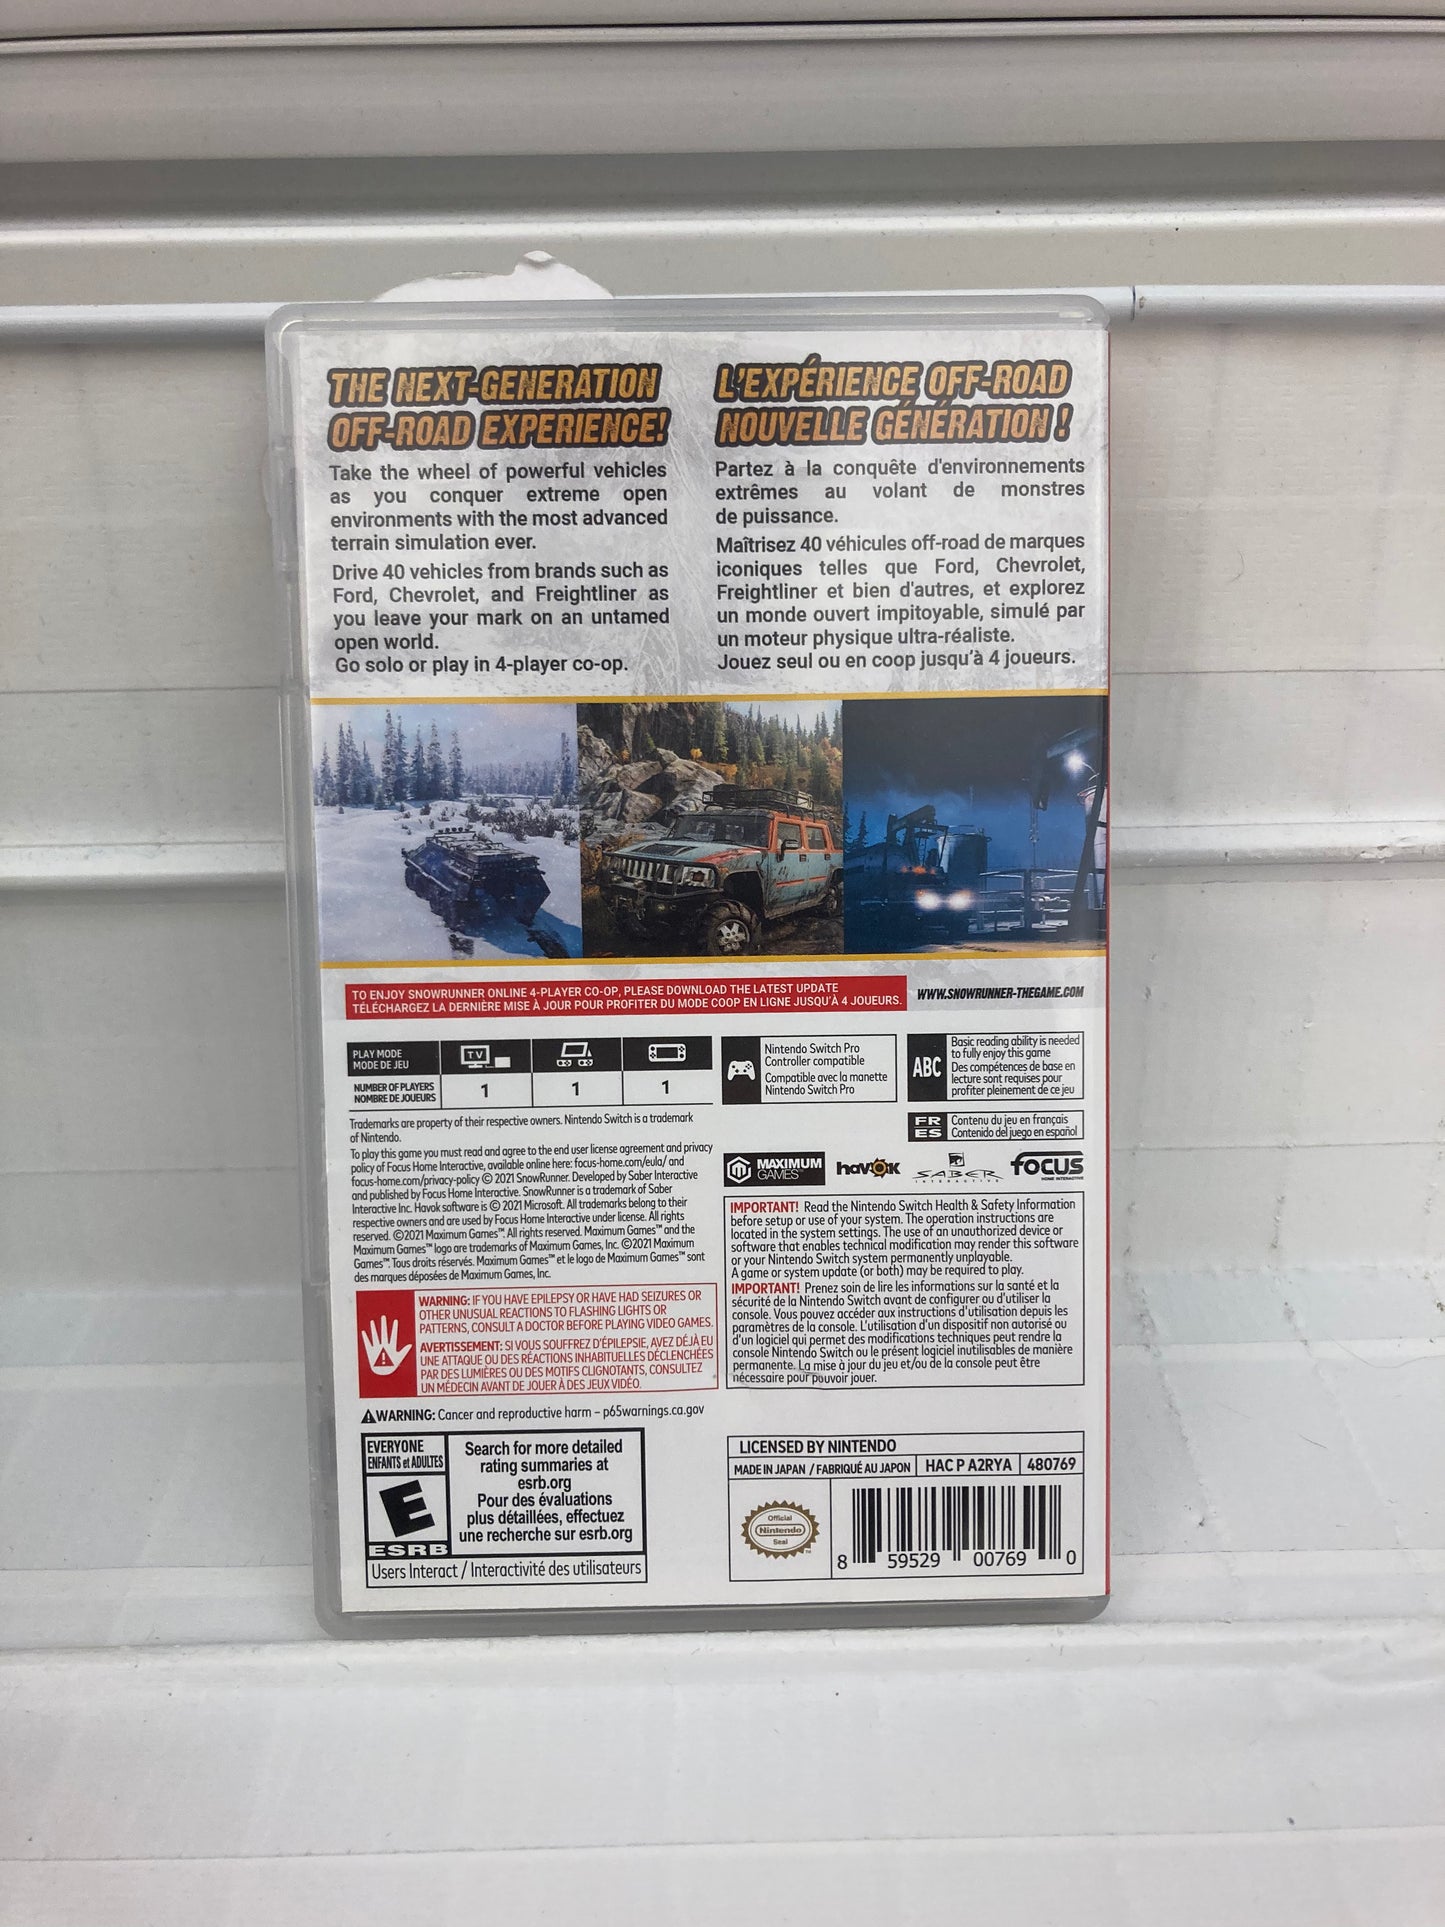 THE NEXT-GENERATION
OFF-ROAD EXPERIENCE!
Take the wheel of powerful vehicles
as you conquer extreme open
environments with the most advanced
terrain simulation ever.
Drive 40 vehicles from brands such as
Ford, Chevrolet, and Freightliner as
you leave your mark on an untamed
open world.
Go solo or play in 4-player co-op.
L'EXPÉRIENCE OFF-ROAD
NOUVELLE GÉNÉRATION !
Partez à la conquête d'environnements
extrêmes au volant de monstres
de puissance.
Maîtrisez 40 véhicules off-road de marques
iconiques telles que Ford, Chevrolet,
Freightliner et bien d'autres, et explorez
un monde ouvert impitoyable, simulé par
un moteur physique ultra-réaliste.
Jouez seul ou en coop jusqu'à 4 joueurs.
TO ENJOY SNOWRUNNER ONLINE 4-PLAYER CO-OP, PLEASE DOWNLOAD THE LATEST UPDATE
TÉLÉCHARGEZ LA DERNIÈRE MISE À JOUR POUR PROFITER DU MODE COOP EN LIGNE JUSQU'À 4 JOUEURS.
WWW.SNOWRUNNER-THEGAME.COM
PLAY MODE
MODE DE JEU
TV
NUMBER OF PLAYERS
NOMBRE DE JOUEURS
1 1 1
Nintendo Switch Pro
Controller compatible
Compatible avec la manette
Nintendo Switch Pro
ABC
Basic reading ability is needed
to fully enjoy this game
Des compétences de base en
lecture sont requises pour
profiter pleinement de ce jeu
FR Contenu du jeu en français
ES Contenido del juego en español
Trademarks are property of their respective owners. Nintendo Switch is a trademark
of Nintendo.
To play this game you must read and agree to the end user license agreement and privacy
policy of Focus Home Interactive, available online here: focus-home.com/eula/ and
focus-home.com/privacy-policy © 2021 SnowRunner. Developed by Saber Interactive
and published by Focus Home Interactive. SnowRunner is a trademark of Saber
Interactive Inc. Havok software is © 2021 Microsoft. All trademarks belong to their
respective owners and are used by Focus Home Interactive under license. All rights
reserved. ©2021 Maximum Games™. All rights reserved. Maximum Games™ and the
Maximum Games™ logo are trademarks of Maximum Games, Inc. ©2021 Maximum
Games™. Tous droits réservés. Maximum Games™ et le logo de Maximum Games™ sont
des marques déposées de Maximum Games, Inc.
MAXIMUM
GAMES™
havok
SABER
INTERACTIVE
focus
HOME INTERACTIVE
IMPORTANT! Read the Nintendo Switch Health & Safety Information
before setup or use of your system. The operation instructions are
located in the system settings. The use of an unauthorized device or
software that enables technical modification may render this software
or your Nintendo Switch system permanently unplayable.
A game or system update (or both) may be required to play.
IMPORTANT! Prenez soin de lire les informations sur la santé et la
sécurité de la Nintendo Switch avant de configurer ou d'utiliser la
console. Vous pouvez accéder aux instructions d'utilisation depuis les
paramètres de la console. L'utilisation d'un dispositif non autorisé ou
d'un logiciel qui permet des modifications techniques peut rendre la
console Nintendo Switch ou le présent logiciel inutilisables de manière
permanente. La mise à jour du jeu et/ou de la console peut être
nécessaire pour pouvoir jouer.
WARNING: IF YOU HAVE EPILEPSY OR HAVE HAD SEIZURES OR
OTHER UNUSUAL REACTIONS TO FLASHING LIGHTS OR
PATTERNS, CONSULT A DOCTOR BEFORE PLAYING VIDEO GAMES.
AVERTISSEMENT: SI VOUS SOUFFREZ D'ÉPILEPSIE, AVEZ DÉJÀ EU
UNE ATTAQUE OU DES RÉACTIONS INHABITUELLES DÉCLENCHÉES
PAR DES LUMIÈRES OU DES MOTIFS CLIGNOTANTS, CONSULTEZ
UN MÉDECIN AVANT DE JOUER À DES JEUX VIDÉO.
WARNING: Cancer and reproductive harm – p65warnings.ca.gov
EVERYONE
ENFANTS et ADULTES
E
ESRB
Search for more detailed
rating summaries at
esrb.org
Pour des évaluations
plus détaillées, effectuez
une recherche sur esrb.org
Users Interact / Interactivité des utilisateurs
LICENSED BY NINTENDO
MADE IN JAPAN / FABRIQUÉ AU JAPON HAC P A2RYA 480769
Official
Nintendo
Seal
8 59529 00769 0